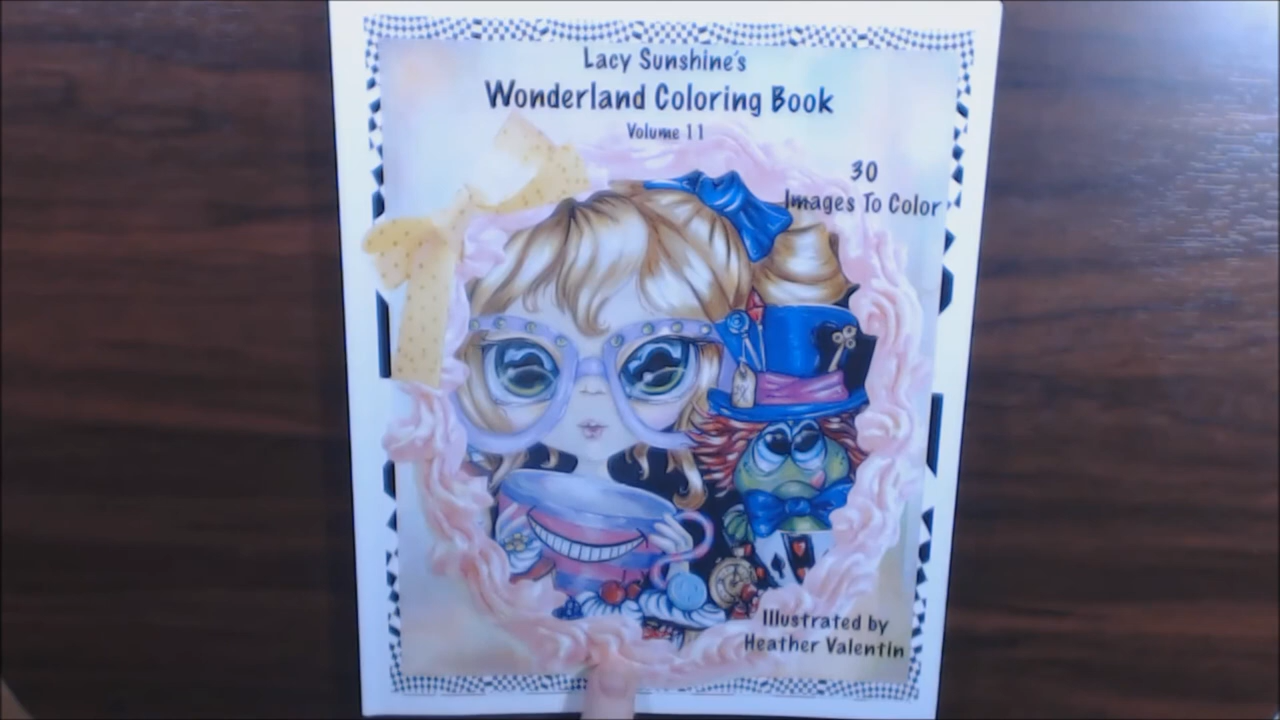 Lacy Sunshine's
Wonderland Coloring Book
Volume 11
30
Images To Color
Illustrated by
Heather Valentin